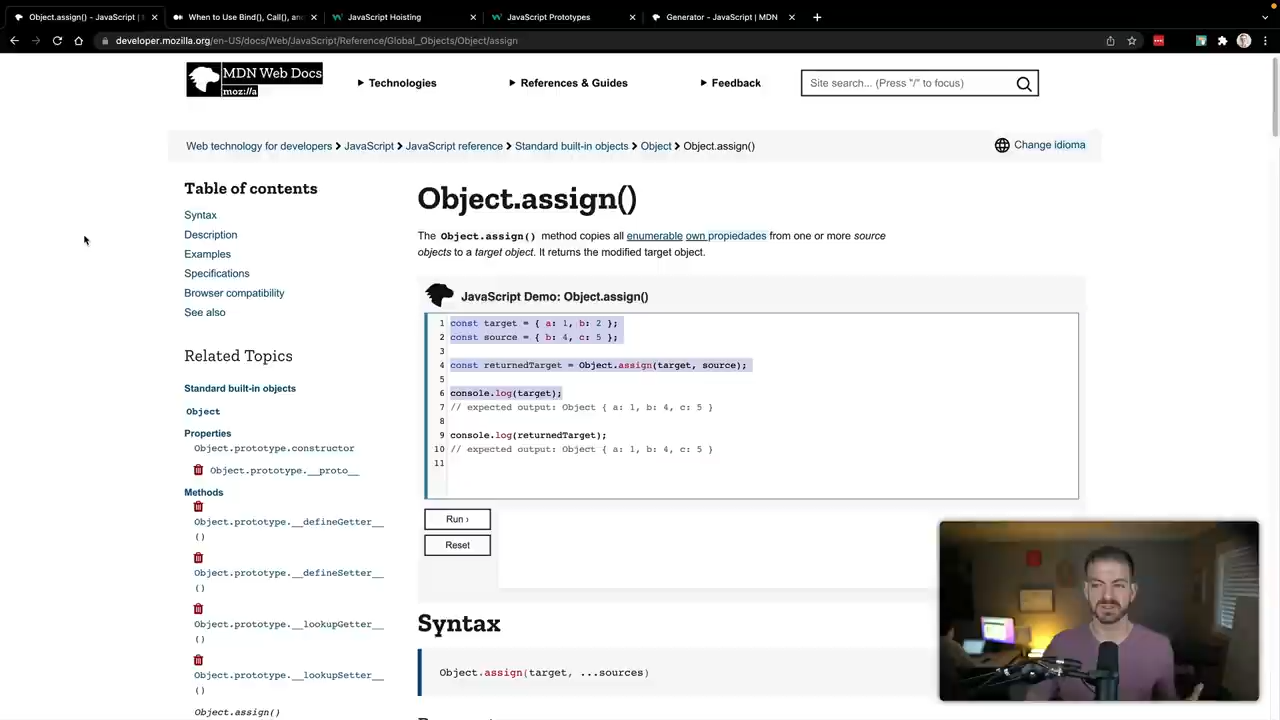 Object.assign() - JavaScript |
When to Use Bind(), Call(), and
JavaScript Hoisting
JavaScript Prototypes
Generator - JavaScript | MDN
developer.mozilla.org/en-US/docs/Web/JavaScript/Reference/Global_Objects/Object/assign
MDN Web Docs
moz://a
Technologies
References & Guides
Feedback
Site search... (Press "/" to focus)
Web technology for developers
JavaScript
JavaScript reference
Standard built-in objects
Object
Object.assign()
Change idioma
Table of contents
Syntax
Description
Examples
Specifications
Browser compatibility
See also
Related Topics
Standard built-in objects
Object
Properties
Object.prototype.constructor
Object.prototype.__proto__
Methods
Object.prototype.__defineGetter__
()
Object.prototype.__defineSetter__
()
Object.prototype.__lookupGetter__
()
Object.prototype.__lookupSetter__
()
Object.assign()
Object.assign()
The Object.assign() method copies all enumerable own propiedades from one or more source
objects to a target object. It returns the modified target object.
JavaScript Demo: Object.assign()
1 const target = { a: 1, b: 2 };
2 const source = { b: 4, c: 5 };
3
4 const returnedTarget = Object.assign(target, source);
5
6 console.log(target);
7 // expected output: Object { a: 1, b: 4, c: 5 }
8
9 console.log(returnedTarget);
10 // expected output: Object { a: 1, b: 4, c: 5 }
11
Run ›
Reset
Syntax
Object.assign(target, ...sources)